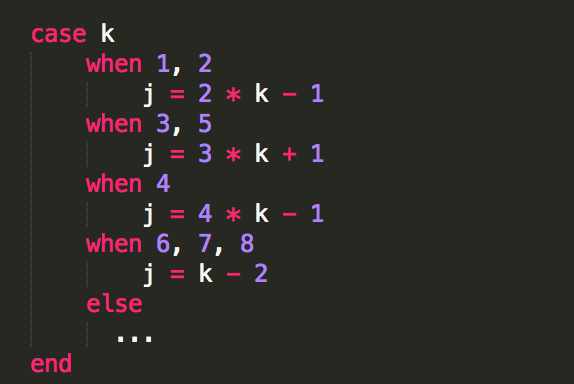 case k
    when 1, 2
        j = 2 * k - 1
    when 3, 5
        j = 3 * k + 1
    when 4
        j = 4 * k - 1
    when 6, 7, 8
        j = k - 2
    else
      ...
end